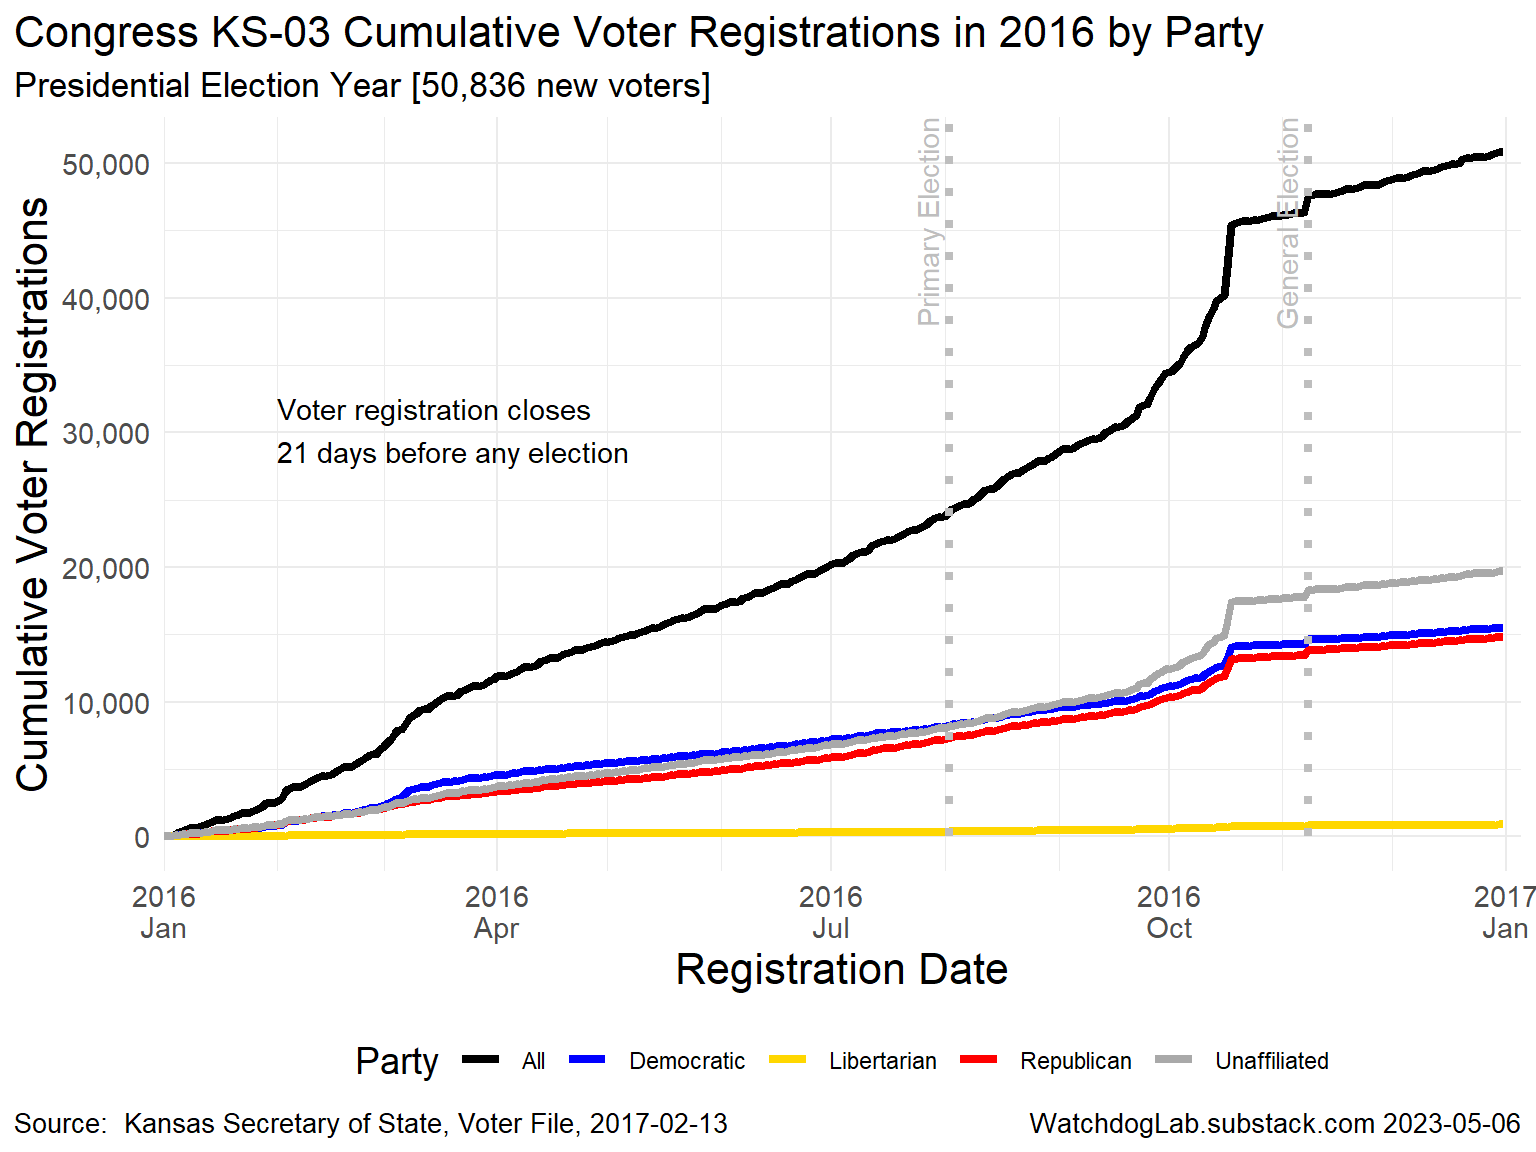 Congress KS-03 Cumulative Voter Registrations in 2016 by Party
Presidential Election Year [50,836 new voters]
Cumulative Voter Registrations
50,000
40,000
30,000
20,000
10,000
0
Primary Election
General Election
Voter registration closes
21 days before any election
2016 2016 2016 2016 2017
Jan Apr Jul Oct Jan
Registration Date
Party All Democratic Libertarian Republican Unaffiliated
Source:  Kansas Secretary of State, Voter File, 2017-02-13
WatchdogLab.substack.com 2023-05-06